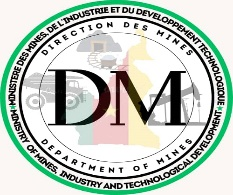 MINISTÈRE DES MINES, DE L'INDUSTRIE ET DU DEVELOPPEMENT TECHNOLOGIQUE
DIRECTION DES MINES
DM
DEPARTMENT OF MINES
MINISTRY OF MINES, INDUSTRY AND TECHNOLOGICAL DEVELOPMENT